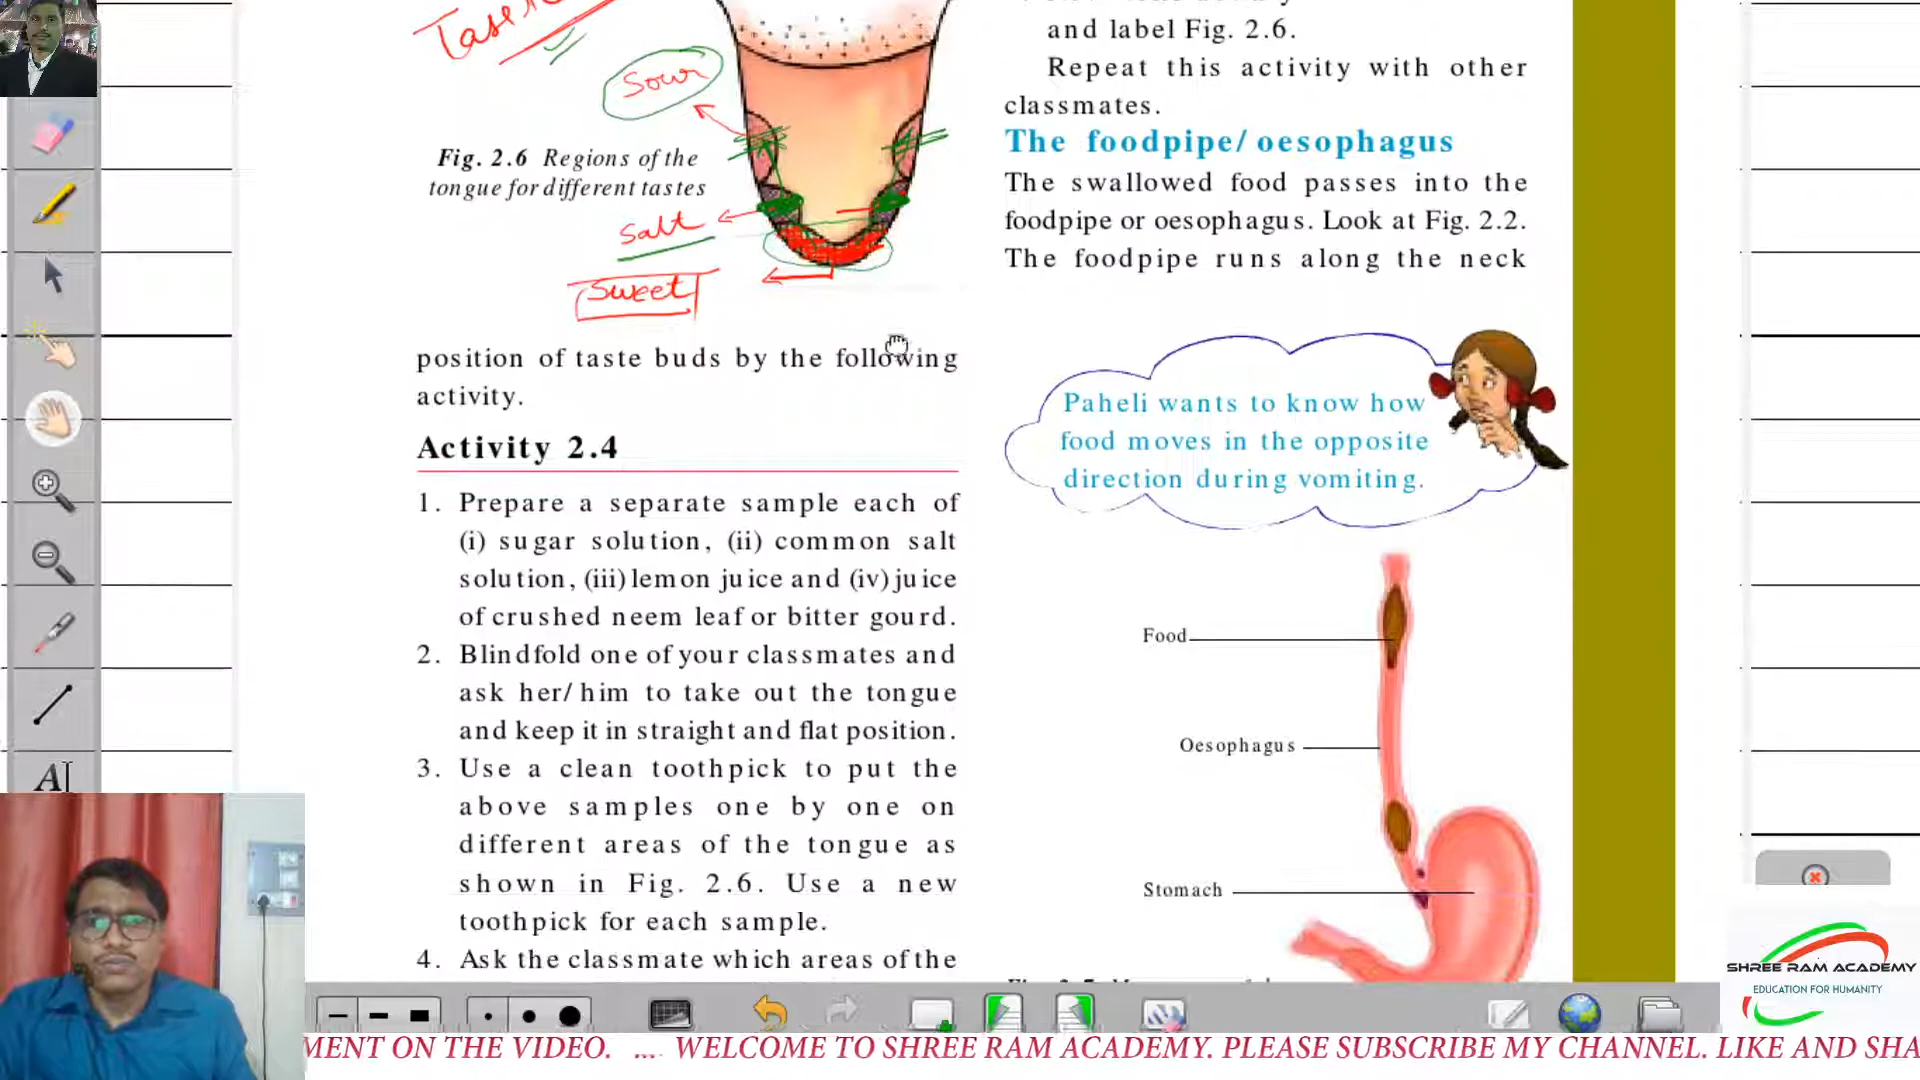 Taste
Sour
Fig. 2.6 Regions of the
tongue for different tastes
Salt
Sweet
position of taste buds by the following
activity.
Activity 2.4
1. Prepare a separate sample each of
(i) sugar solution, (ii) common salt
solution, (iii) lemon juice and (iv) juice
of crushed neem leaf or bitter gourd.
2. Blindfold one of your classmates and
ask her/him to take out the tongue
and keep it in straight and flat position.
3. Use a clean toothpick to put the
above samples one by one on
different areas of the tongue as
shown in Fig. 2.6. Use a new
toothpick for each sample.
4. Ask the classmate which areas of the
and label Fig. 2.6.
Repeat this activity with other
classmates.
The foodpipe/oesophagus
The swallowed food passes into the
foodpipe or oesophagus. Look at Fig. 2.2.
The foodpipe runs along the neck
Paheli wants to know how
food moves in the opposite
direction during vomiting.
Food
Oesophagus
Stomach
A
SHREE RAM ACADEMY
EDUCATION FOR HUMANITY
MENT ON THE VIDEO. ... WELCOME TO SHREE RAM ACADEMY. PLEASE SUBSCRIBE MY CHANNEL. LIKE AND SHA